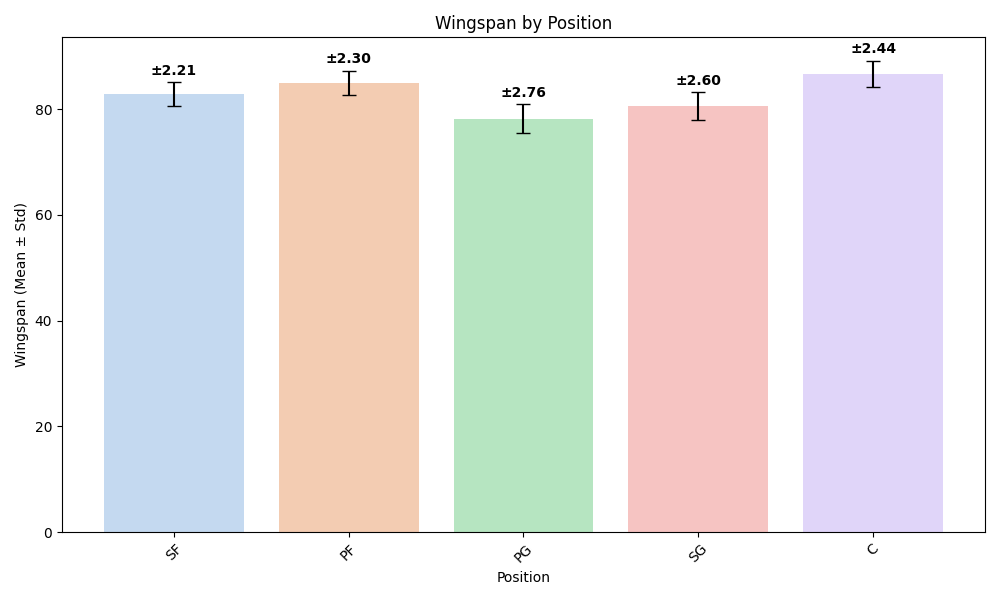 Wingspan by Position
±2.21
±2.30
±2.76
±2.60
±2.44
Wingspan (Mean ± Std)
80
60
40
20
0
SF
PF
PG
SG
C
Position